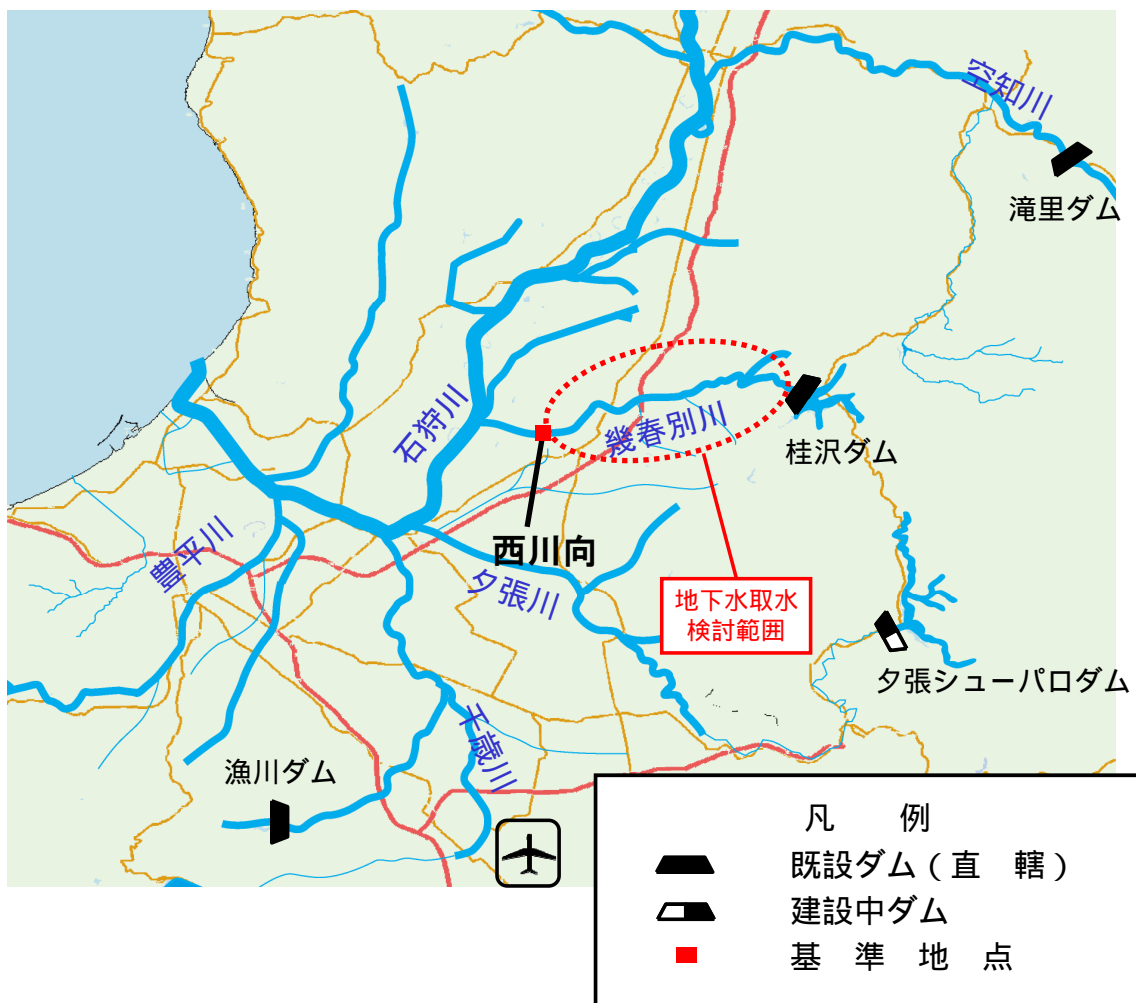 空知川
滝里ダム
石狩川
幾春別川
桂沢ダム
西川向
豊平川
夕張川
地下水取水
検討範囲
夕張シューパロダム
千歳川
漁川ダム
凡 例
既設ダム(直 轄)
建設中ダム
基 準 地 点